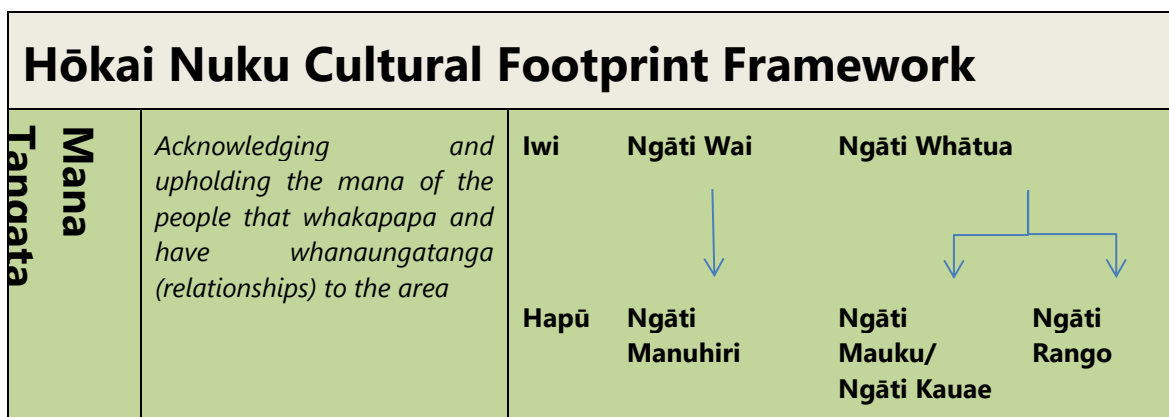 Hōkai Nuku Cultural Footprint Framework
Mana
Tangata
Acknowledging and
upholding the mana of the
people that whakapapa and
have whanaungatanga
(relationships) to the area
Iwi Ngāti Wai Ngāti Whātua
Hapū Ngāti Ngāti Ngāti
Manuhiri Mauku/ Rango
Ngāti Kauae